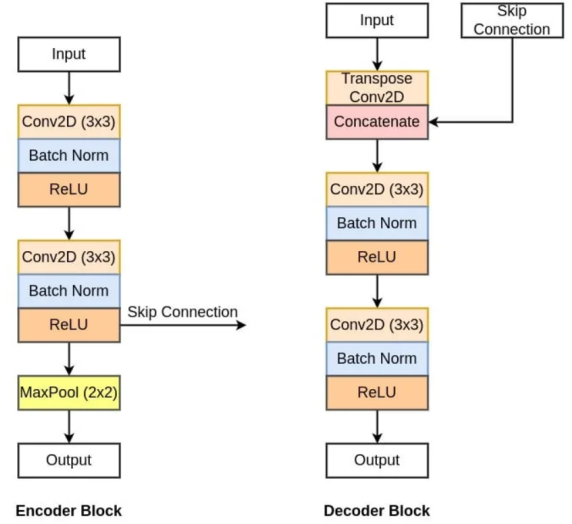 Input
Conv2D (3x3)
Batch Norm
ReLU
Conv2D (3x3)
Batch Norm
ReLU
Skip Connection
MaxPool (2x2)
Output
Encoder Block
Input
Skip
Connection
Transpose
Conv2D
Concatenate
Conv2D (3x3)
Batch Norm
ReLU
Conv2D (3x3)
Batch Norm
ReLU
Output
Decoder Block